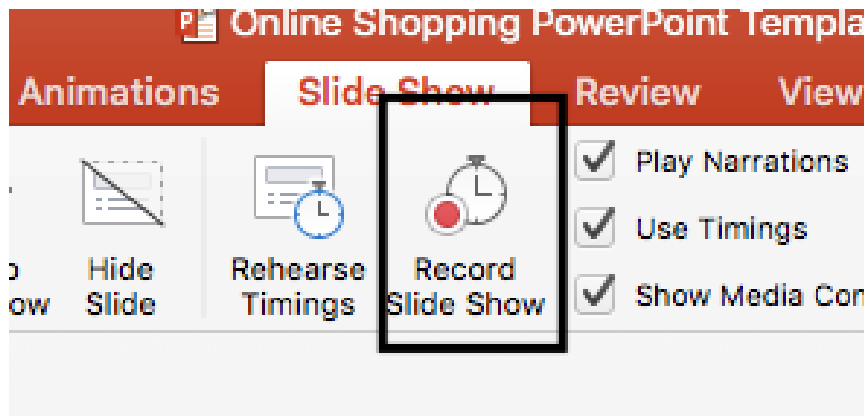 Online Shopping PowerPoint Templa
Animations Slide Show Review View
Hide Slide
Rehearse Timings
Record Slide Show
Play Narrations
Use Timings
Show Media Con